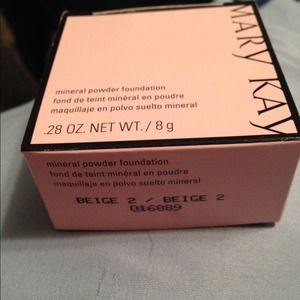 MARY KAY
mineral powder foundation
fond de teint minéral en poudre
maquillaje en polvo suelto mineral
.28 OZ. NET WT. / 8 g
mineral powder foundation
fond de teint minéral en poudre
maquillaje en polvo suelto mineral
BEIGE 2 / BEIGE 2
016889